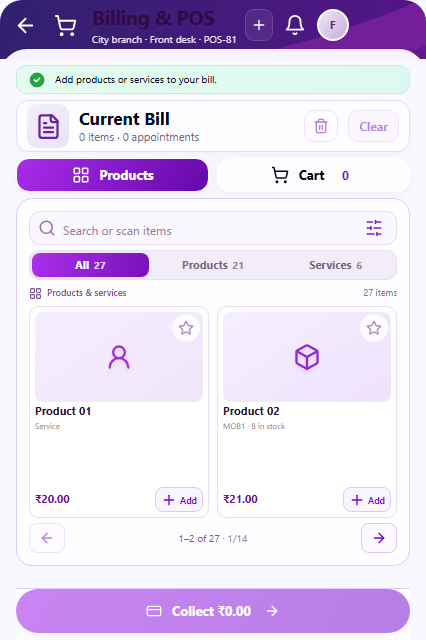 Billing & POS
City branch · Front desk · POS-81
F
Add products or services to your bill.
Current Bill
0 items · 0 appointments
Clear
Products
Cart 0
Search or scan items
All 27
Products 21
Services 6
Products & services
27 items
Product 01
Service
₹20.00
Add
Product 02
MOB1 · 8 in stock
₹21.00
Add
1–2 of 27 · 1/14
Collect ₹0.00